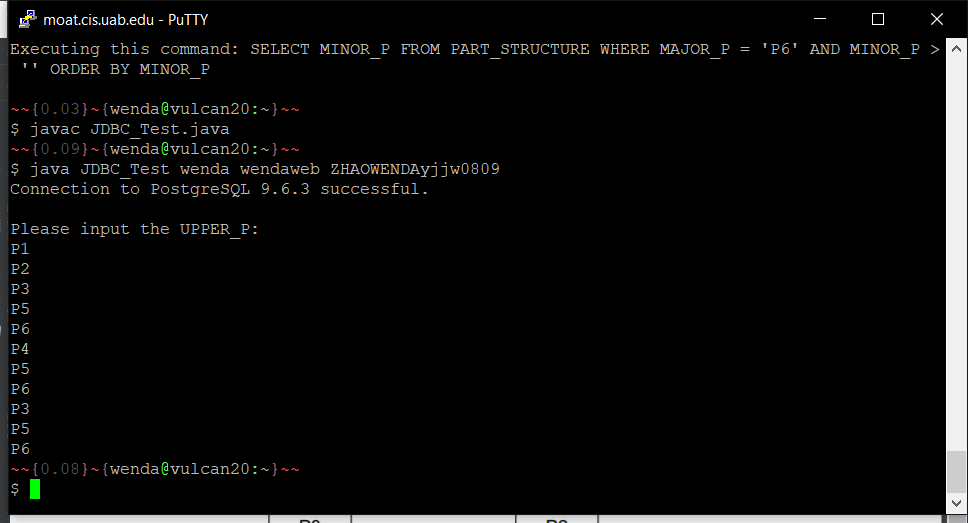 moat.cis.uab.edu - PuTTY
Executing this command: SELECT MINOR_P FROM PART_STRUCTURE WHERE MAJOR_P = 'P6' AND MINOR_P >
'' ORDER BY MINOR_P
~~{0.03}~{wenda@vulcan20:~}~~
$ javac JDBC_Test.java
~~{0.09}~{wenda@vulcan20:~}~~
$ java JDBC_Test wenda wendaweb ZHAOWENDAyjjw0809
Connection to PostgreSQL 9.6.3 successful.
Please input the UPPER_P:
P1
P2
P3
P5
P6
P4
P5
P6
P3
P5
P6
~~{0.08}~{wenda@vulcan20:~}~~
$